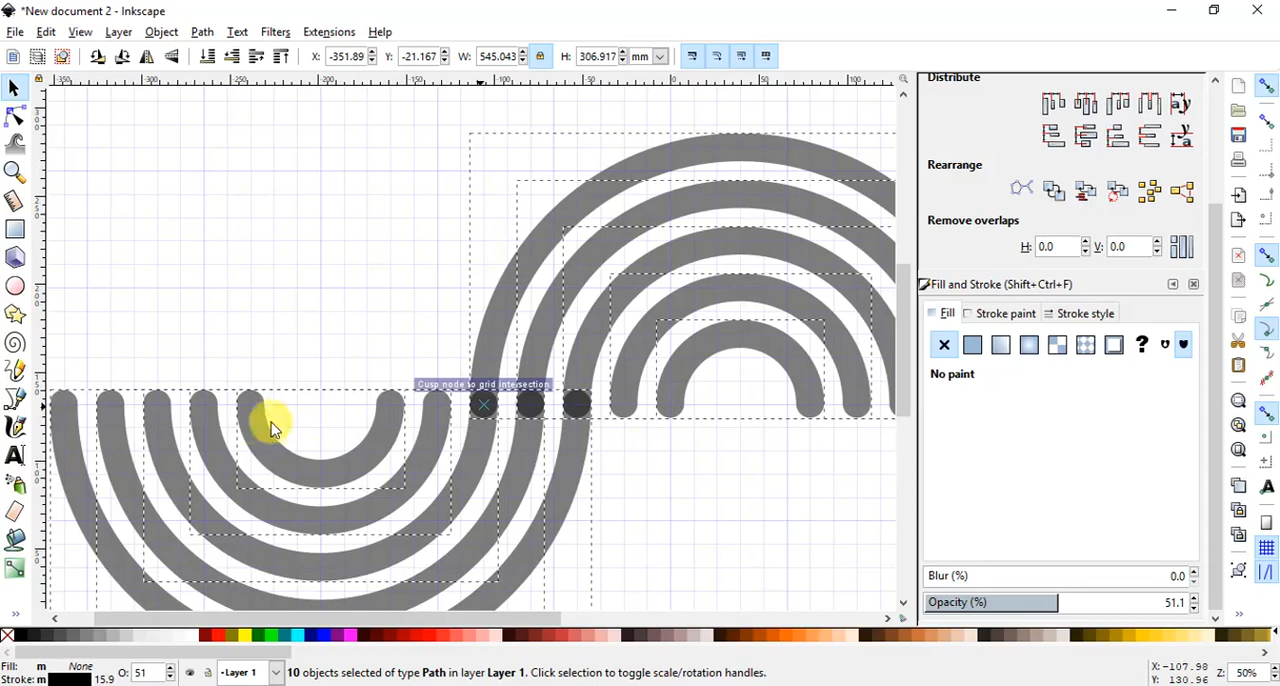 *New document 2 - Inkscape
File Edit View Layer Object Path Text Filters Extensions Help
X: -351.89 Y: -21.167 W: 545.043 H: 306.917 mm
Distribute
Rearrange
Remove overlaps
H: 0.0 V: 0.0
Fill and Stroke (Shift+Ctrl+F)
Fill Stroke paint Stroke style
No paint
Cusp node to grid intersection
Blur (%) 0.0
Opacity (%) 51.1
Fill: m None O: 51 Layer 1 10 objects selected of type Path in layer Layer 1. Click selection to toggle scale/rotation handles. X: -107.98 Z: 50%
Stroke: m 15.9 Y: 130.96